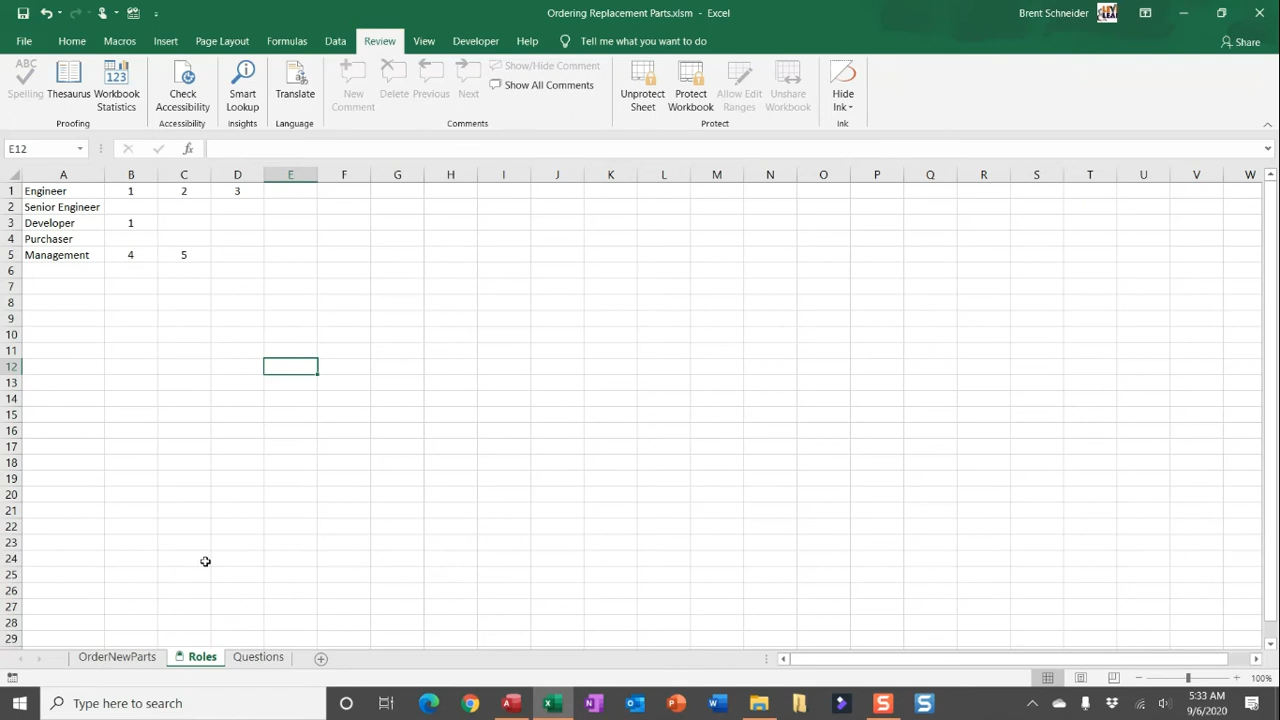 Ordering Replacement Parts.xlsm - Excel
Brent Schneider
File Home Macros Insert Page Layout Formulas Data Review View Developer Help Tell me what you want to do Share
ABC
Spelling
Thesaurus
123
Workbook Statistics
Proofing
Check Accessibility
Accessibility
Smart Lookup
Insights
Translate
Language
New Comment
Delete
Previous
Next
Show/Hide Comment
Show All Comments
Comments
Unprotect Sheet
Protect Workbook
Allow Edit Ranges
Unshare Workbook
Protect
Hide Ink
Ink
E12 fx
A B C D E F G H I J K L M N O P Q R S T U V W
1 Engineer 1 2 3
2 Senior Engineer
3 Developer 1
4 Purchaser
5 Management 4 5
6
7
8
9
10
11
12
13
14
15
16
17
18
19
20
21
22
23
24
25
26
27
28
29
OrderNewParts Roles Questions
100%
Type here to search
5:33 AM
9/6/2020